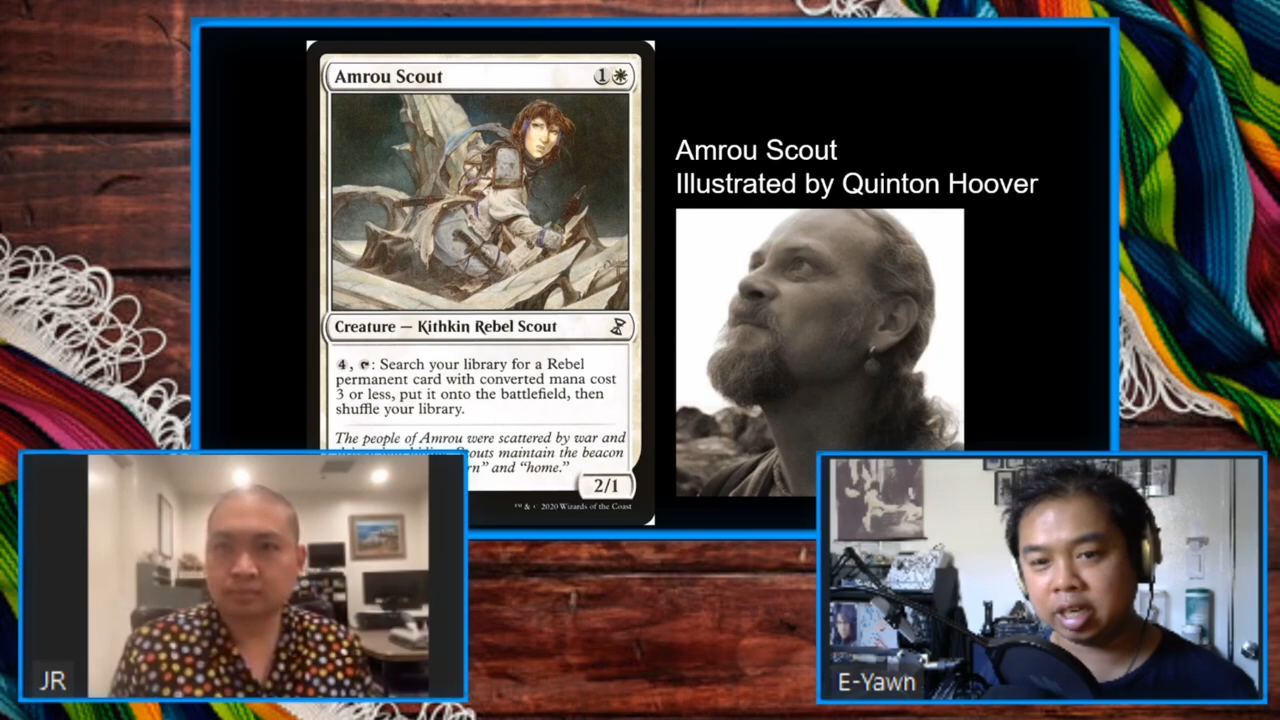 Amrou Scout 1
Amrou Scout
Illustrated by Quinton Hoover
Creature — Kithkin Rebel Scout
4, : Search your library for a Rebel
permanent card with converted mana cost
3 or less, put it onto the battlefield, then
shuffle your library.
The people of Amrou were scattered by war and
outs maintain the beacon
rn” and “home.”
2/1
™ & 2020 Wizards of the Coast
JR
E-Yawn